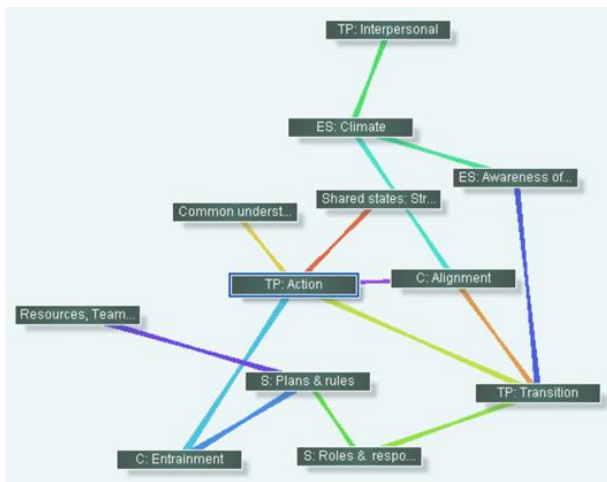 TP: Interpersonal
ES: Climate
ES: Awareness of...
Shared states: Str...
Common underst...
TP: Action
C: Alignment
Resources, Team...
S: Plans & rules
TP: Transition
C: Entrainment
S: Roles & respo...